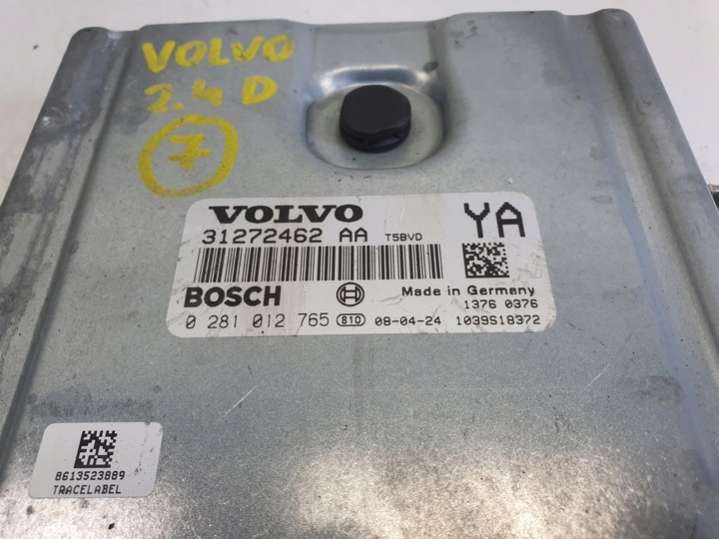 VOLVO
2.4 D
7
VOLVO
31272462 AA T5BVD
YA
BOSCH
Made in Germany
1376 0376
0 281 012 765 810 08-04-24 1039S18372
8613523889
TRACELABEL